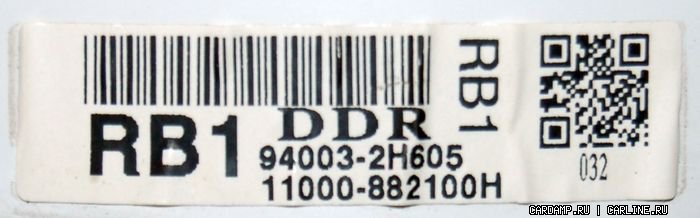 RB1
DDR
94003-2H605
11000-882100H
RB1
032
CARDAMP.RU | CARLINE.RU